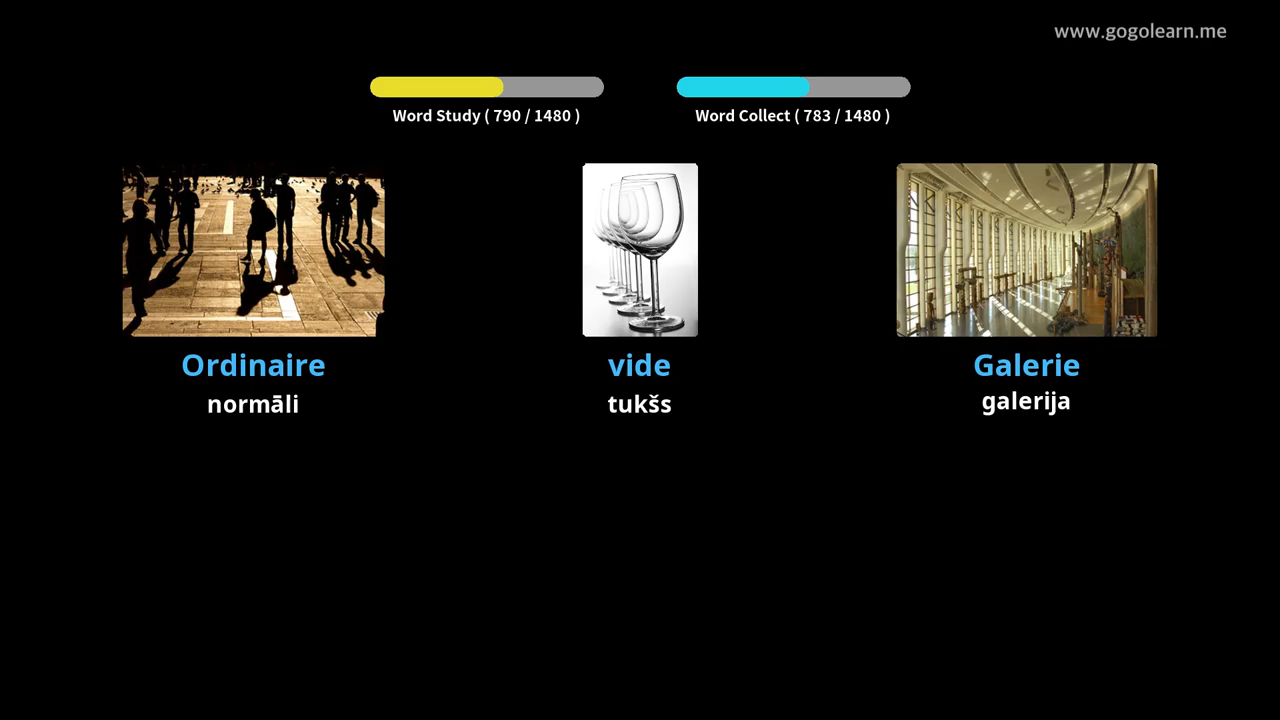 www.gogolearn.me
Word Study ( 790 / 1480 )
Word Collect ( 783 / 1480 )
Ordinaire
normāli
vide
tukšs
Galerie
galerija